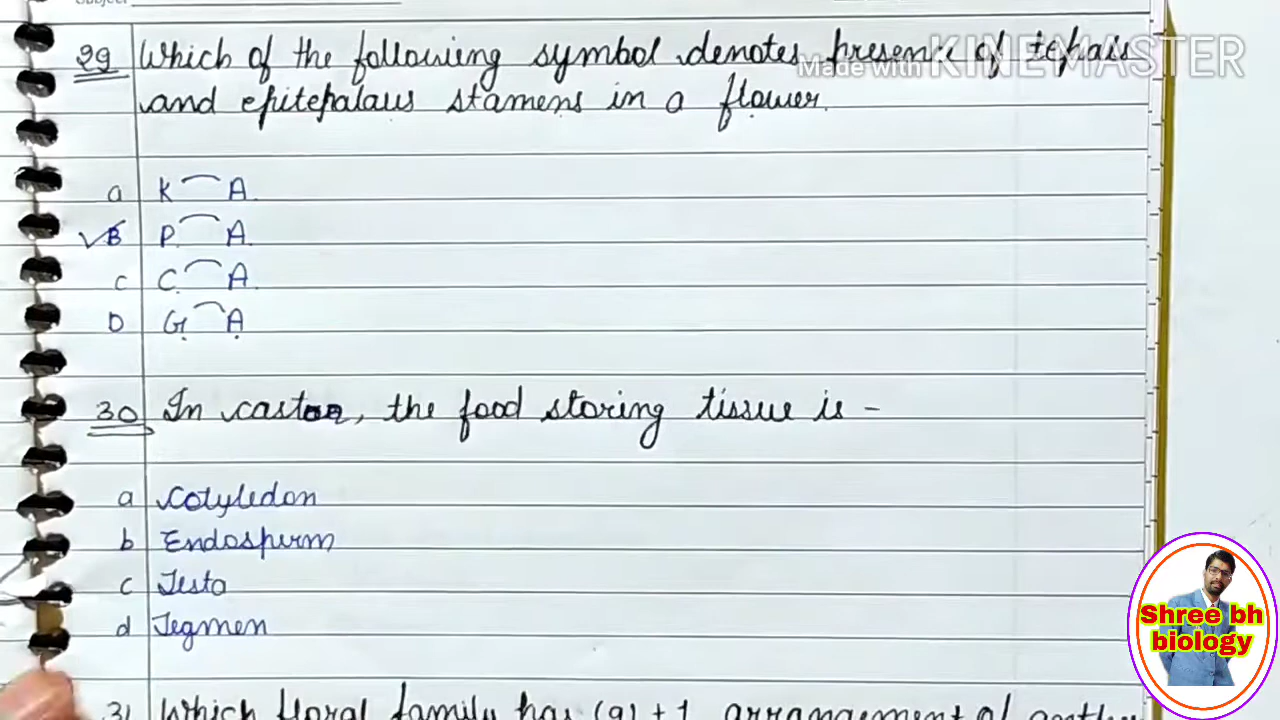 29 Which of the following symbol denotes presence of tepals
Made with KINEMASTER
and epitepalaus stamens in a flower.
a K A.
B P. A.
c C. A.
D G A
30 In castor, the food storing tissue is -
a Cotyledon
b Endosperm
c Testa
d Tegmen
31 Which floral family has (9) + 1 arrangement of
Shree bh
biology